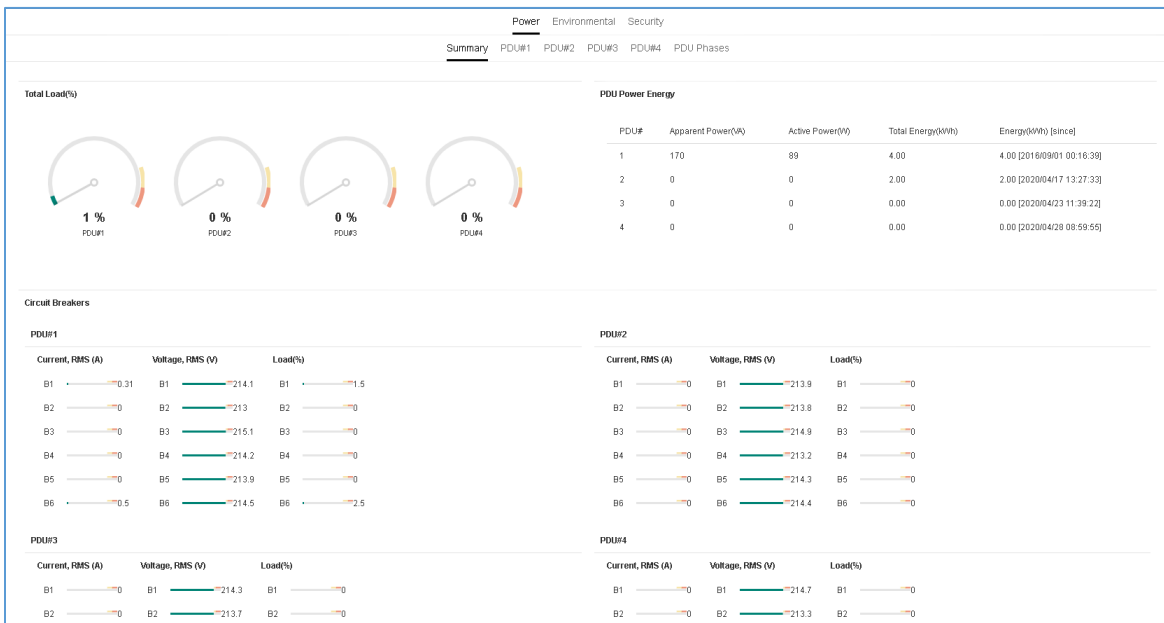 Power Environmental Security
Summary PDU#1 PDU#2 PDU#3 PDU#4 PDU Phases
Total Load(%)
1 % 0 % 0 % 0 %
PDU#1 PDU#2 PDU#3 PDU#4
PDU Power Energy
PDU# Apparent Power(VA) Active Power(W) Total Energy(kWh) Energy(kWh) [since]
1 170 89 4.00 4.00 [2016/09/01 00:16:39]
2 0 0 2.00 2.00 [2020/04/17 13:27:33]
3 0 0 0.00 0.00 [2020/04/23 11:39:22]
4 0 0 0.00 0.00 [2020/04/28 08:59:55]
Circuit Breakers
PDU#1
Current, RMS (A) Voltage, RMS (V) Load(%)
B1 0.31 B1 214.1 B1 1.5
B2 0 B2 213 B2 0
B3 0 B3 215.1 B3 0
B4 0 B4 214.2 B4 0
B5 0 B5 213.9 B5 0
B6 0.5 B6 214.5 B6 2.5
PDU#2
Current, RMS (A) Voltage, RMS (V) Load(%)
B1 0 B1 213.9 B1 0
B2 0 B2 213.8 B2 0
B3 0 B3 214.9 B3 0
B4 0 B4 213.2 B4 0
B5 0 B5 214.3 B5 0
B6 0 B6 214.4 B6 0
PDU#3
Current, RMS (A) Voltage, RMS (V) Load(%)
B1 0 B1 214.3 B1 0
B2 0 B2 213.7 B2 0
PDU#4
Current, RMS (A) Voltage, RMS (V) Load(%)
B1 0 B1 214.7 B1 0
B2 0 B2 213.3 B2 0